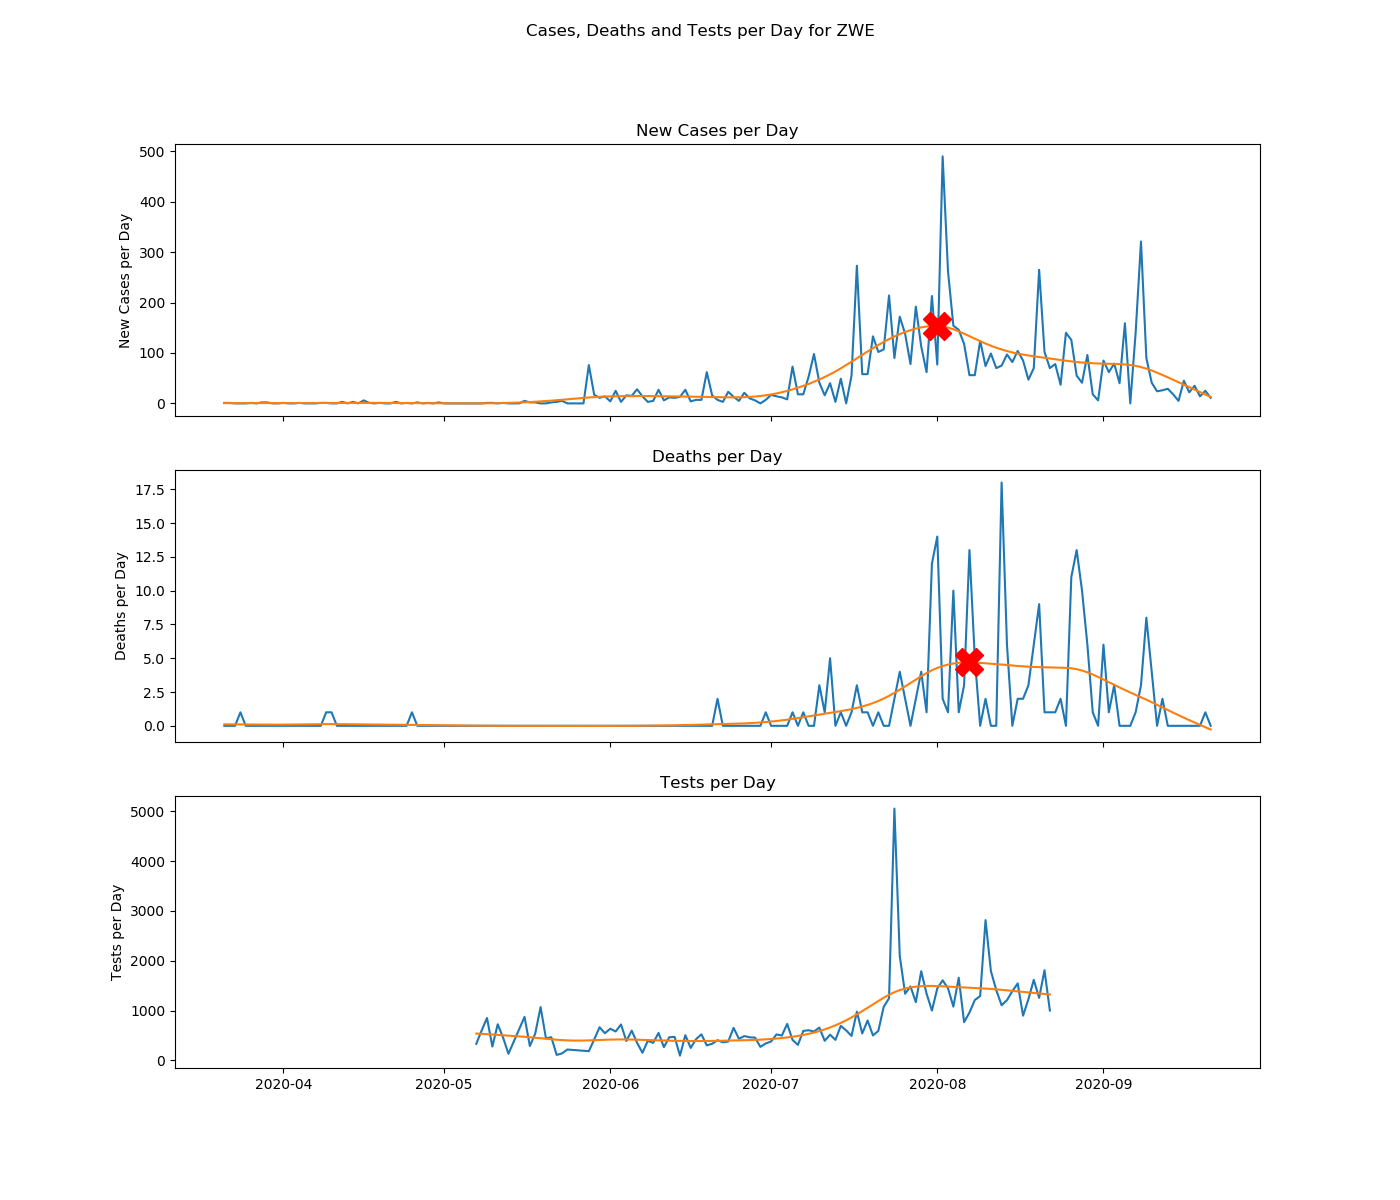 Cases, Deaths and Tests per Day for ZWE
New Cases per Day
New Cases per Day
500
400
300
200
100
0
Deaths per Day
Deaths per Day
17.5
15.0
12.5
10.0
7.5
5.0
2.5
0.0
Tests per Day
Tests per Day
5000
4000
3000
2000
1000
0
2020-04 2020-05 2020-06 2020-07 2020-08 2020-09